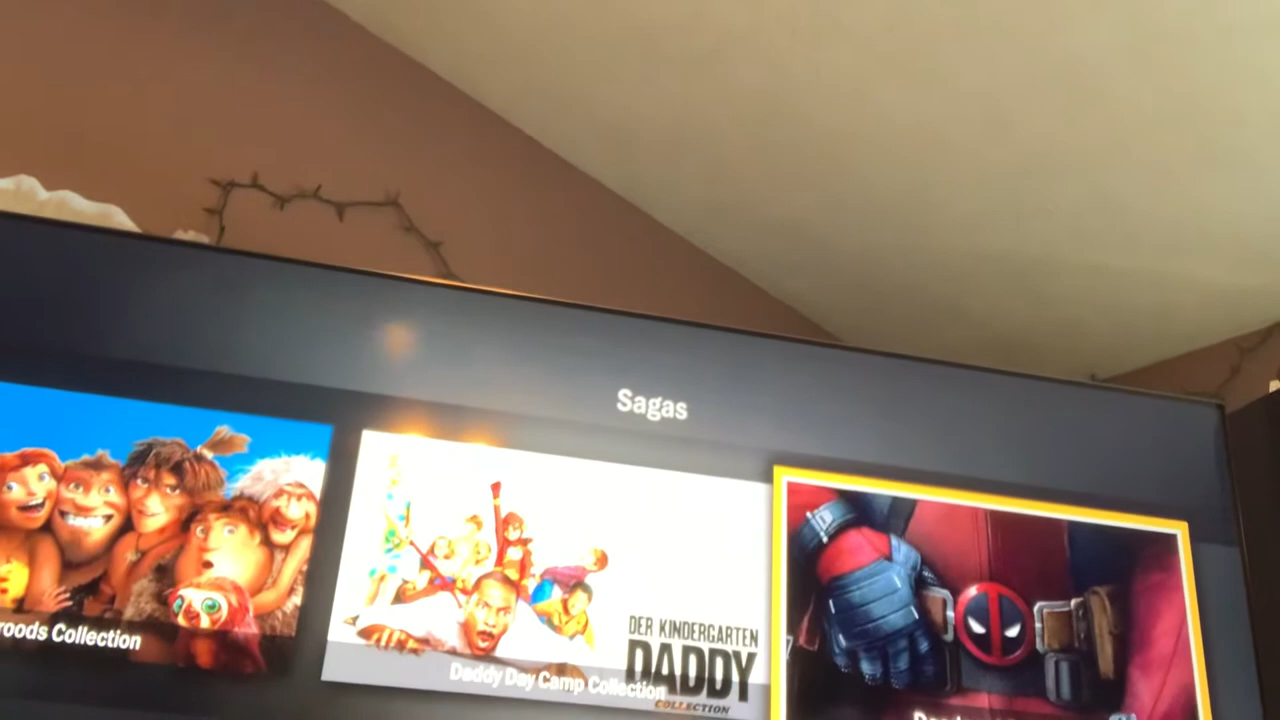 Sagas
roods Collection
DER KINDERGARTEN
DADDY
COLLECTION
Daddy Day Camp Collection